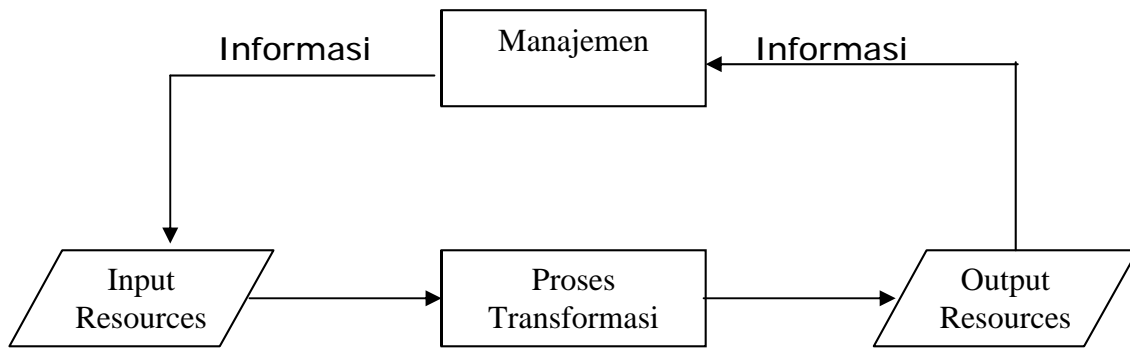 Manajemen
Informasi
Informasi
Input
Resources
Proses
Transformasi
Output
Resources